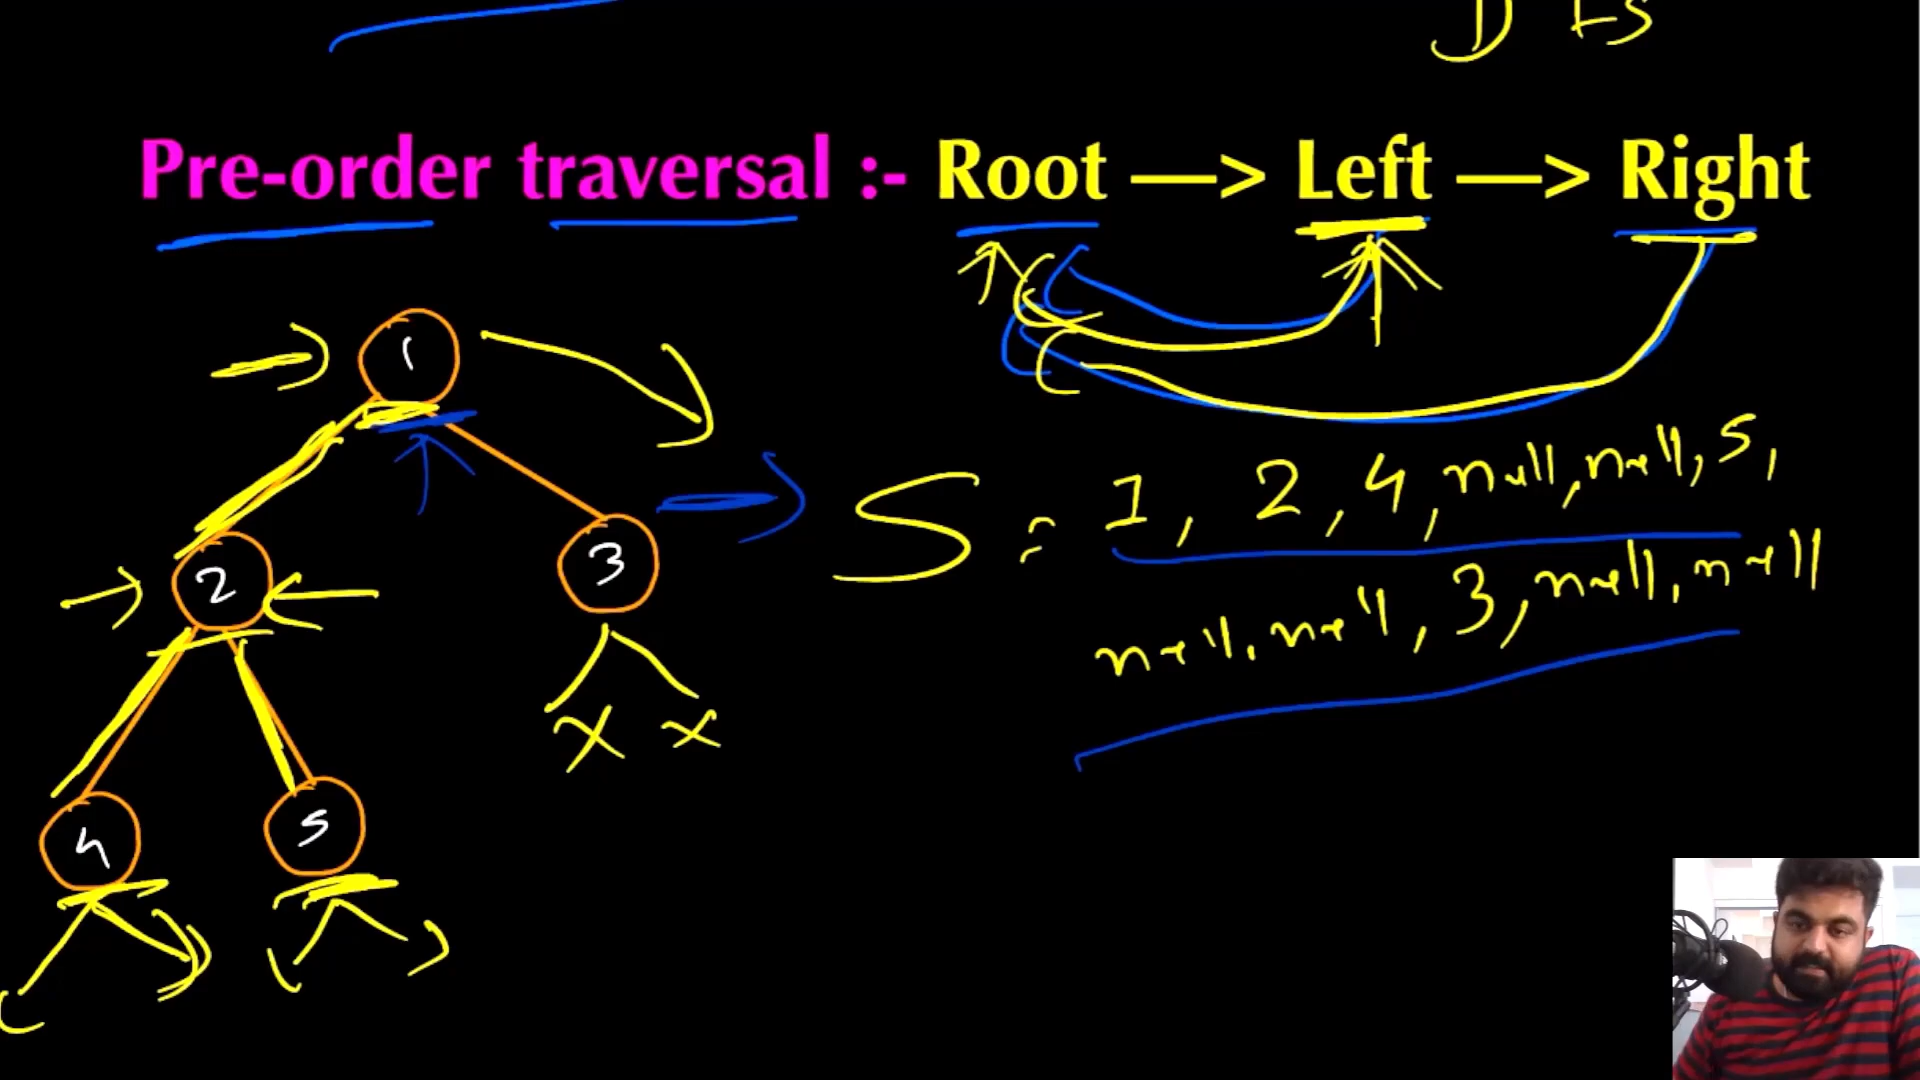 DFS
Pre-order traversal :- Root —> Left —> Right
1
2
3
4
5
X X
S = 1, 2, 4, null, null, 5,
null, null, 3, null, null